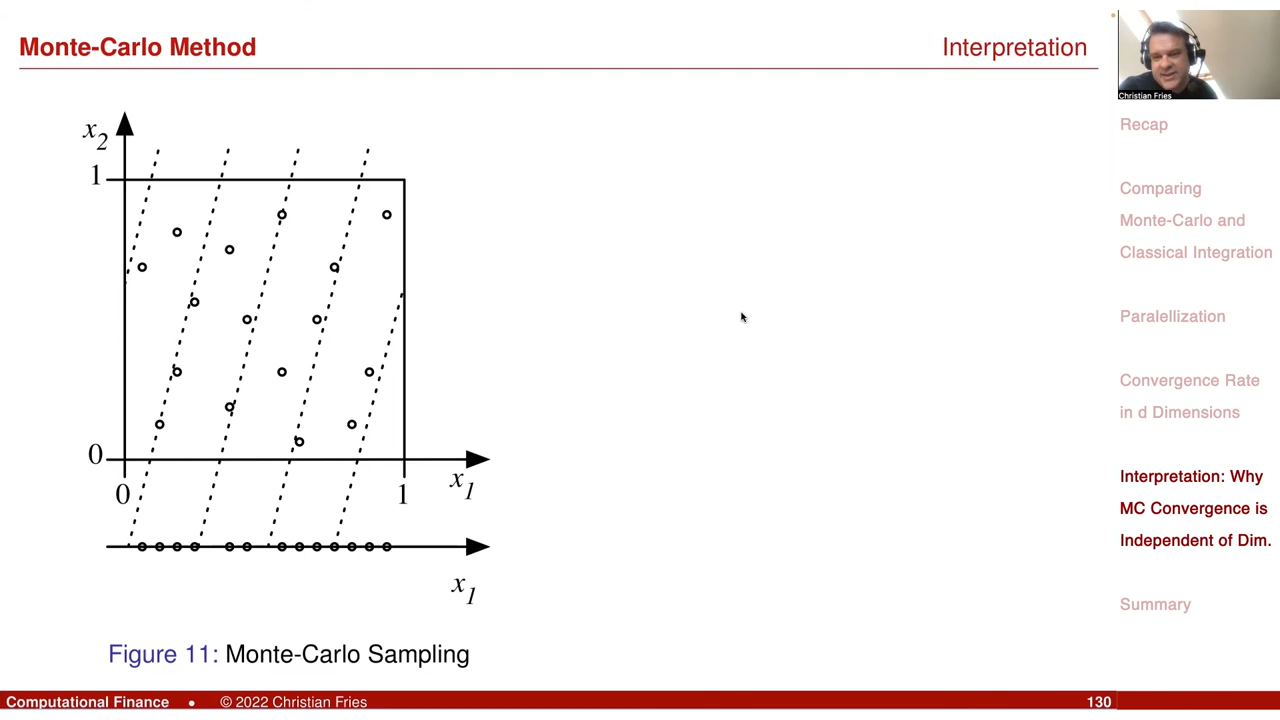 Monte-Carlo Method
Interpretation
Christian Fries
Recap
Comparing
Monte-Carlo and
Classical Integration
Paralellization
Convergence Rate
in d Dimensions
Interpretation: Why
MC Convergence is
Independent of Dim.
Summary
x2
1
0
0
1
x1
x1
Figure 11: Monte-Carlo Sampling
Computational Finance • © 2022 Christian Fries
130